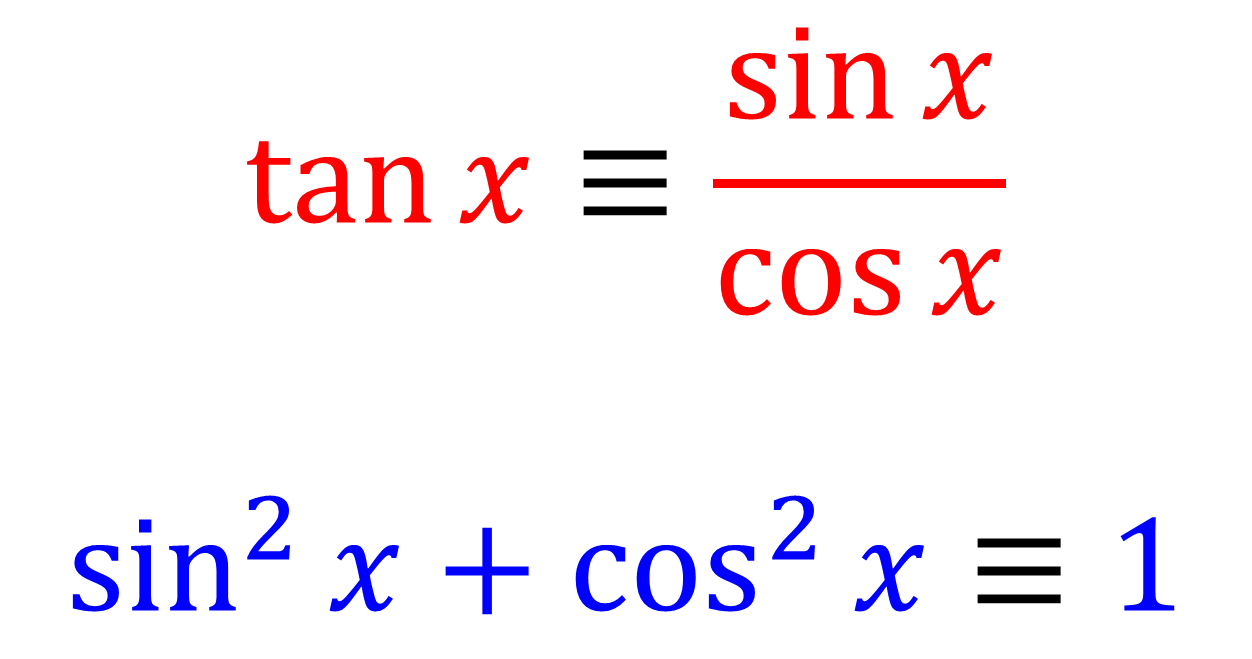 tan x ≡ sin x / cos x
sin² x + cos² x ≡ 1